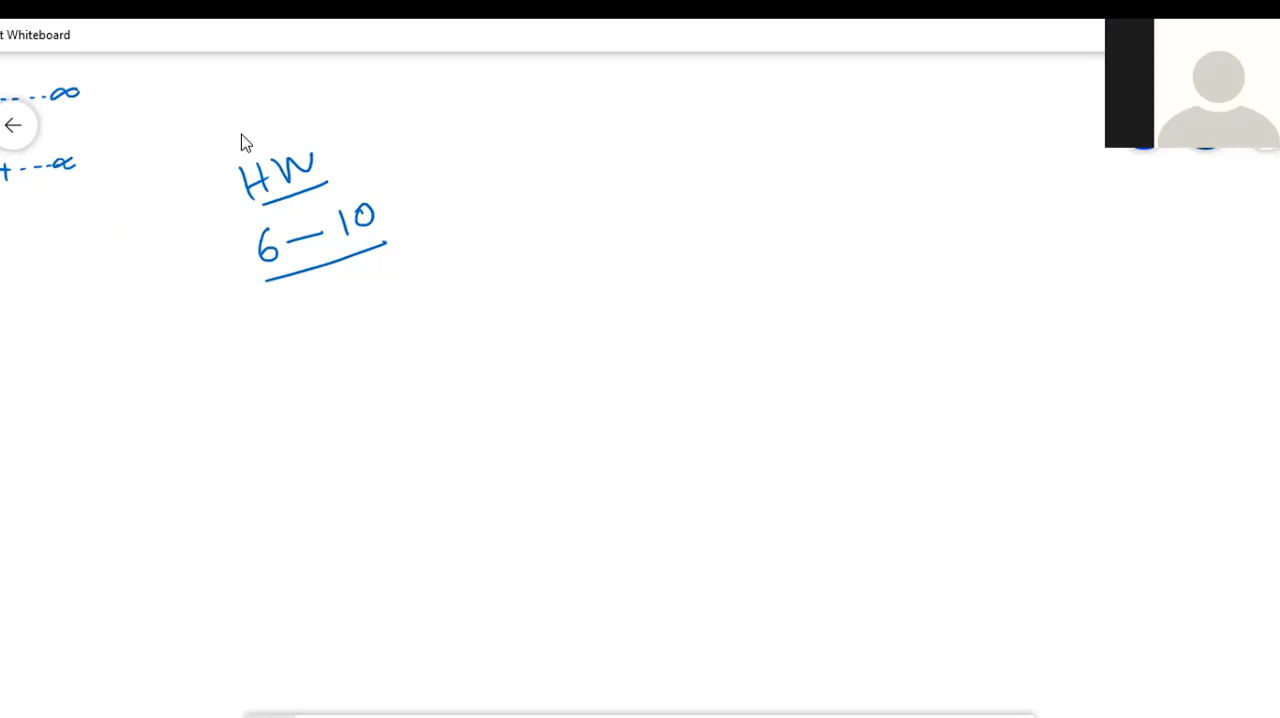 t Whiteboard
....∞
+ ---∞
HW
6 — 10